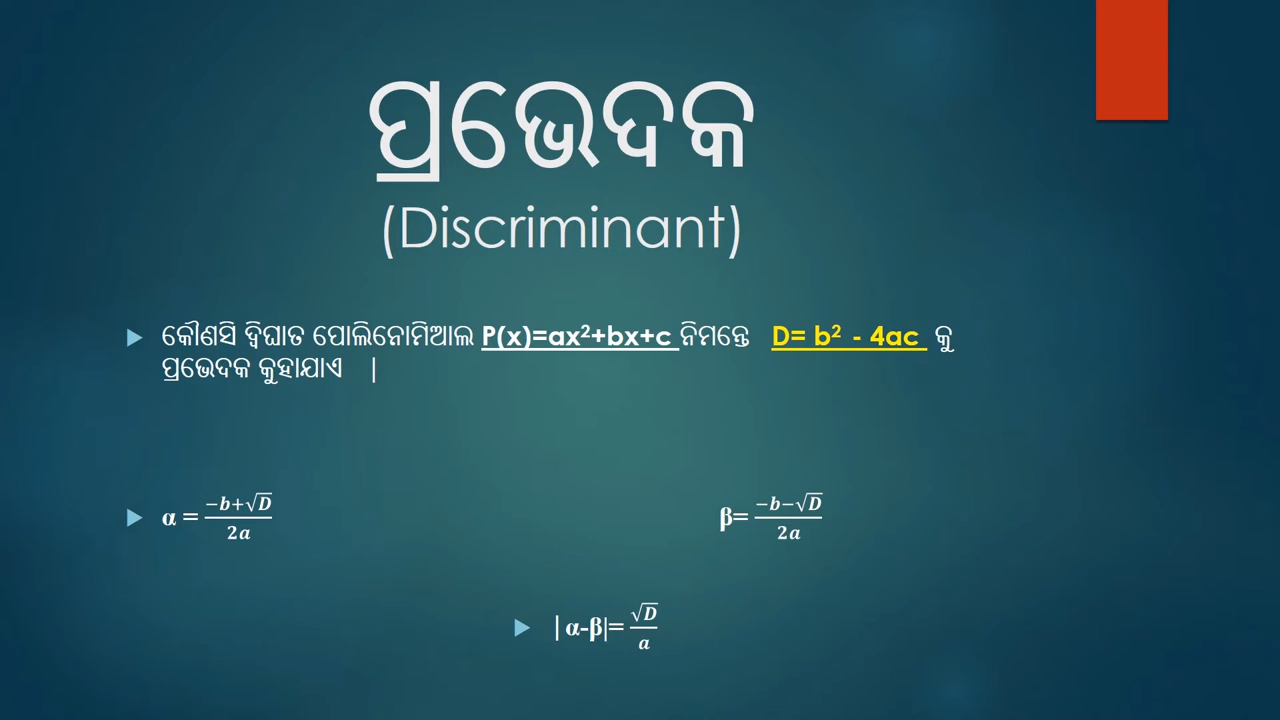 ପ୍ରଭେଦକ
(Discriminant)
କୌଣସି ଦ୍ୱିଘାତ ପୋଲିନୋମିଆଲ P(x)=ax²+bx+c ନିମନ୍ତେ D= b² - 4ac କୁ
ପ୍ରଭେଦକ କୁହାଯାଏ |
α = (−b+√D)/(2a) β= (−b−√D)/(2a)
|α-β|= √D/a